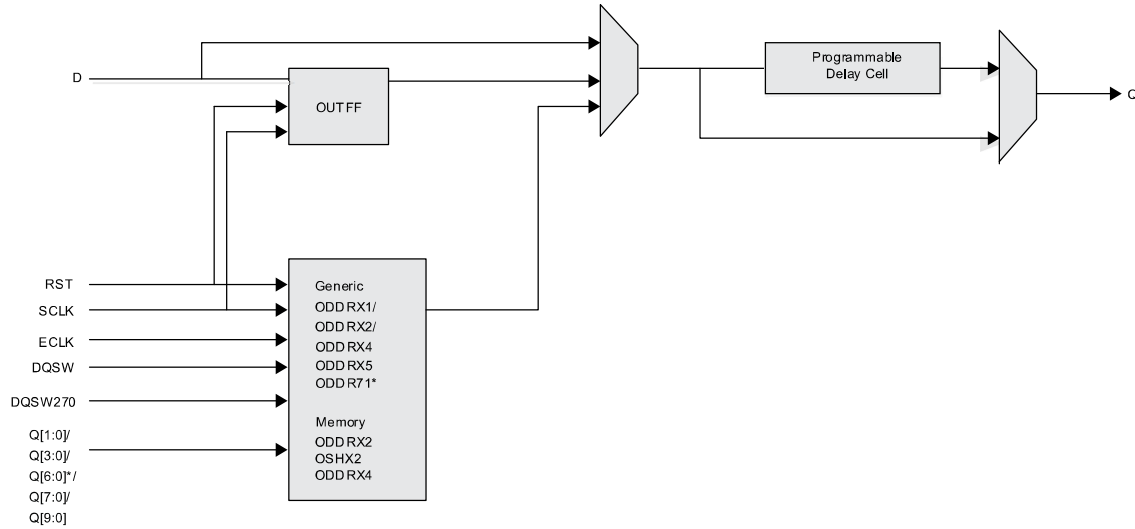 D
OUTFF
Programmable
Delay Cell
Q
RST
SCLK
ECLK
DQSW
DQSW270
Q[1:0]/
Q[3:0]/
Q[6:0]*/
Q[7:0]/
Q[9:0]
Generic
ODDRX1/
ODDRX2/
ODDRX4
ODDRX5
ODDR71*
Memory
ODDRX2
OSHX2
ODDRX4